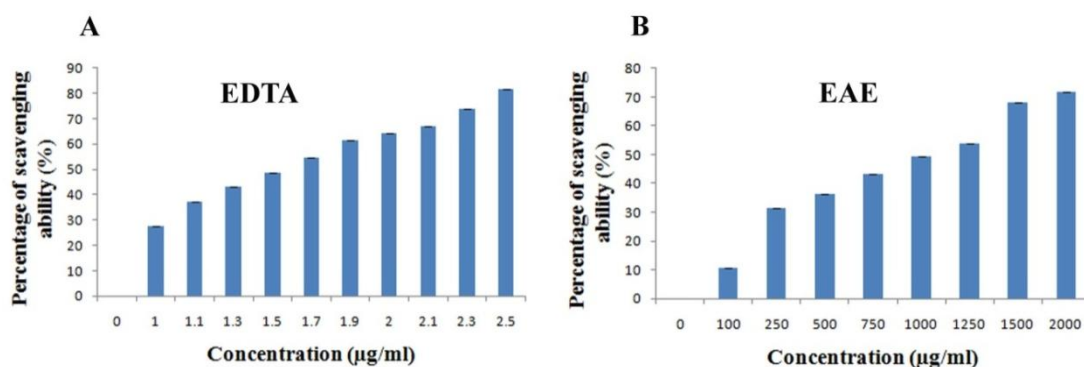 A
Percentage of scavenging
ability (%)
90
80
70
60
50
40
30
20
10
0
EDTA
0 1 1.1 1.3 1.5 1.7 1.9 2 2.1 2.3 2.5
Concentration (µg/ml)
B
Percentage of scavenging
ability (%)
80
70
60
50
40
30
20
10
0
EAE
0 100 250 500 750 1000 1250 1500 2000
Concentration (µg/ml)